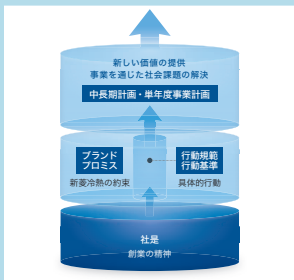 新しい価値の提供
事業を通じた社会課題の解決
中長期計画・単年度事業計画
ブランド
プロミス
新菱冷熱の約束
行動規範
行動基準
具体的行動
社是
創業の精神